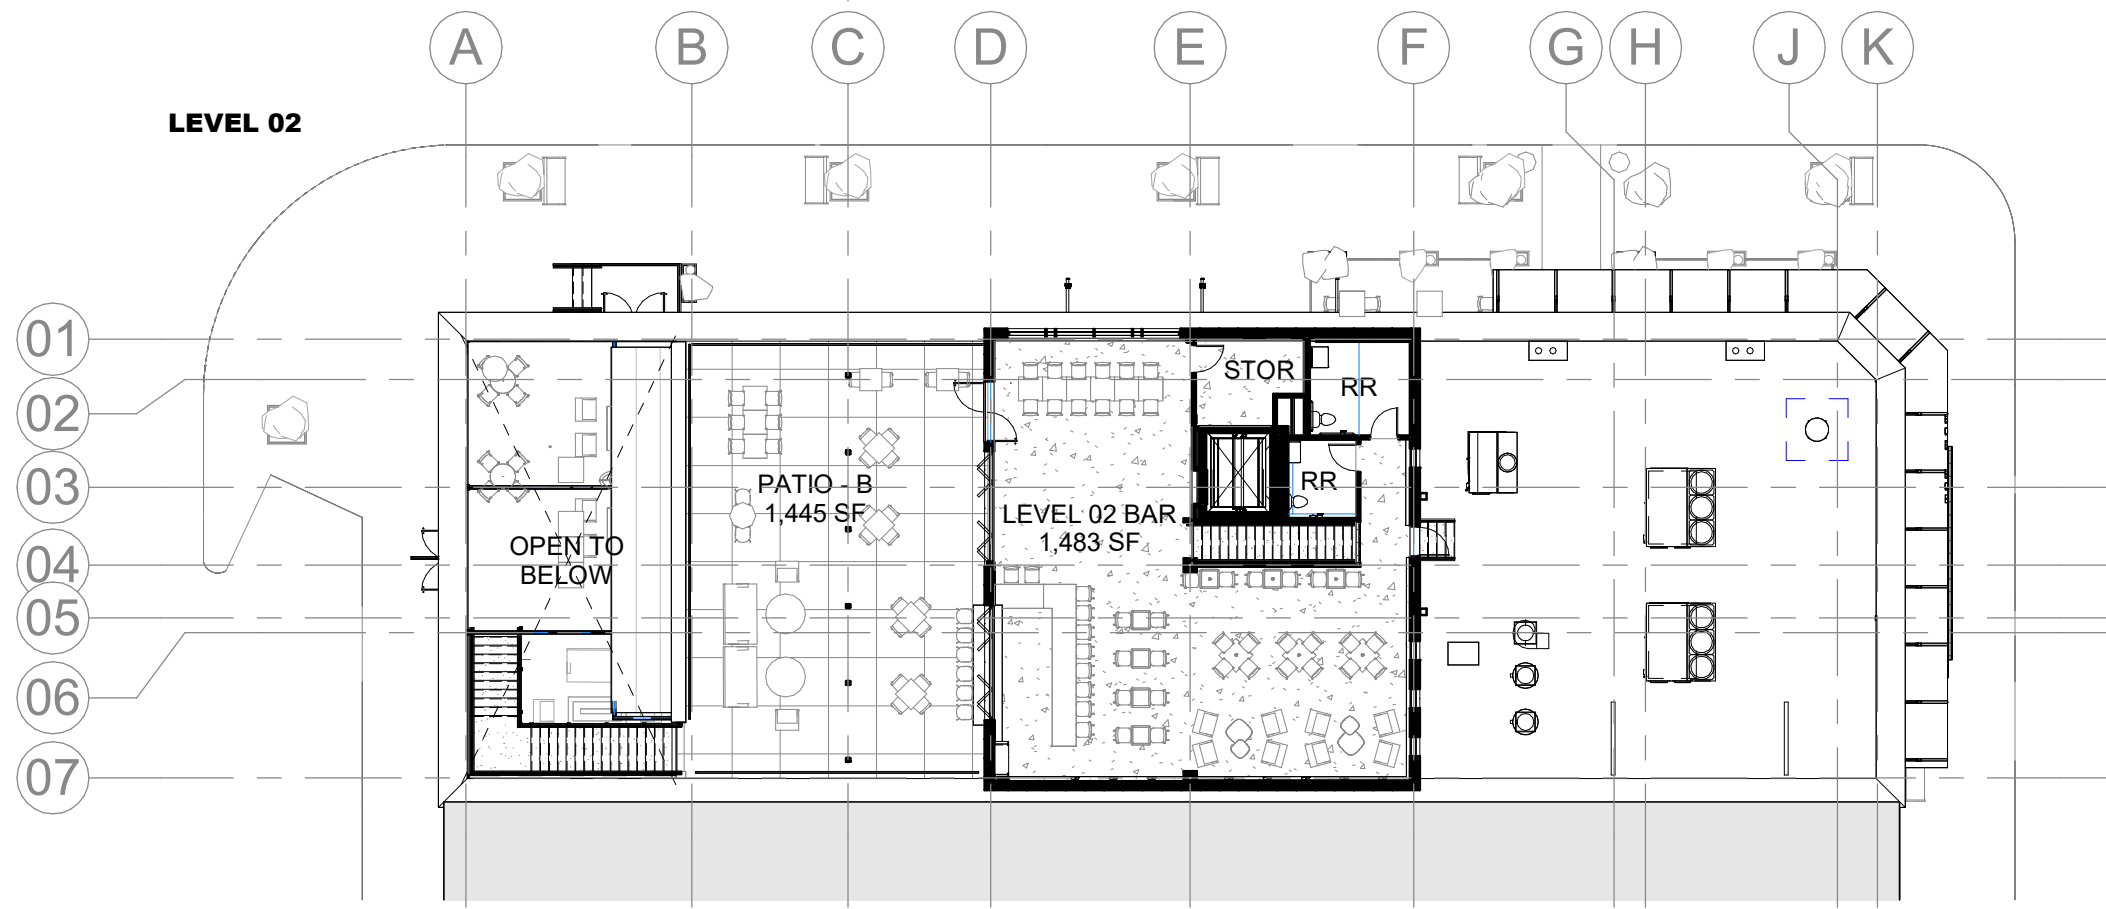 A
B
C
D
E
F
G
H
J
K
LEVEL 02
01
02
03
04
05
06
07
STOR
RR
RR
PATIO - B
1,445 SF
LEVEL 02 BAR
1,483 SF
OPEN TO
BELOW